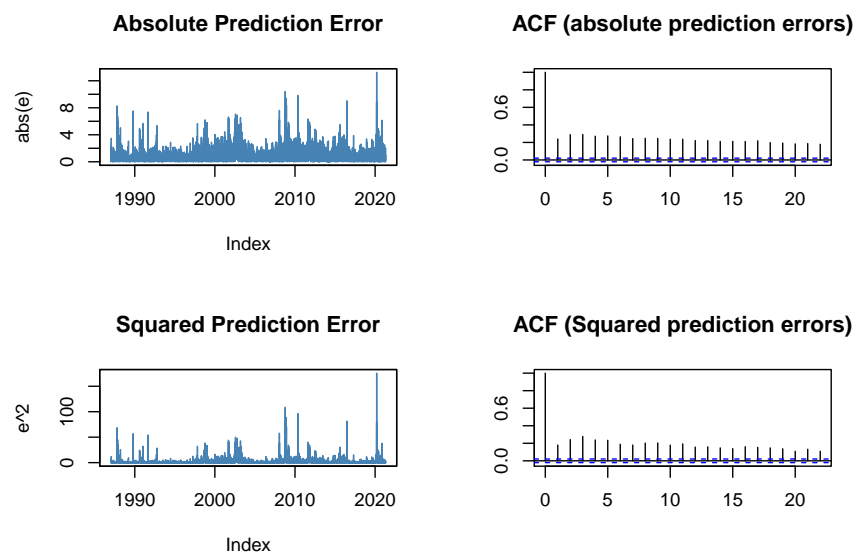 Absolute Prediction Error
abs(e)
0 4 8
1990 2000 2010 2020
Index
ACF (absolute prediction errors)
0.0 0.6
0 5 10 15 20
Squared Prediction Error
e^2
0 100
1990 2000 2010 2020
Index
ACF (Squared prediction errors)
0.0 0.6
0 5 10 15 20